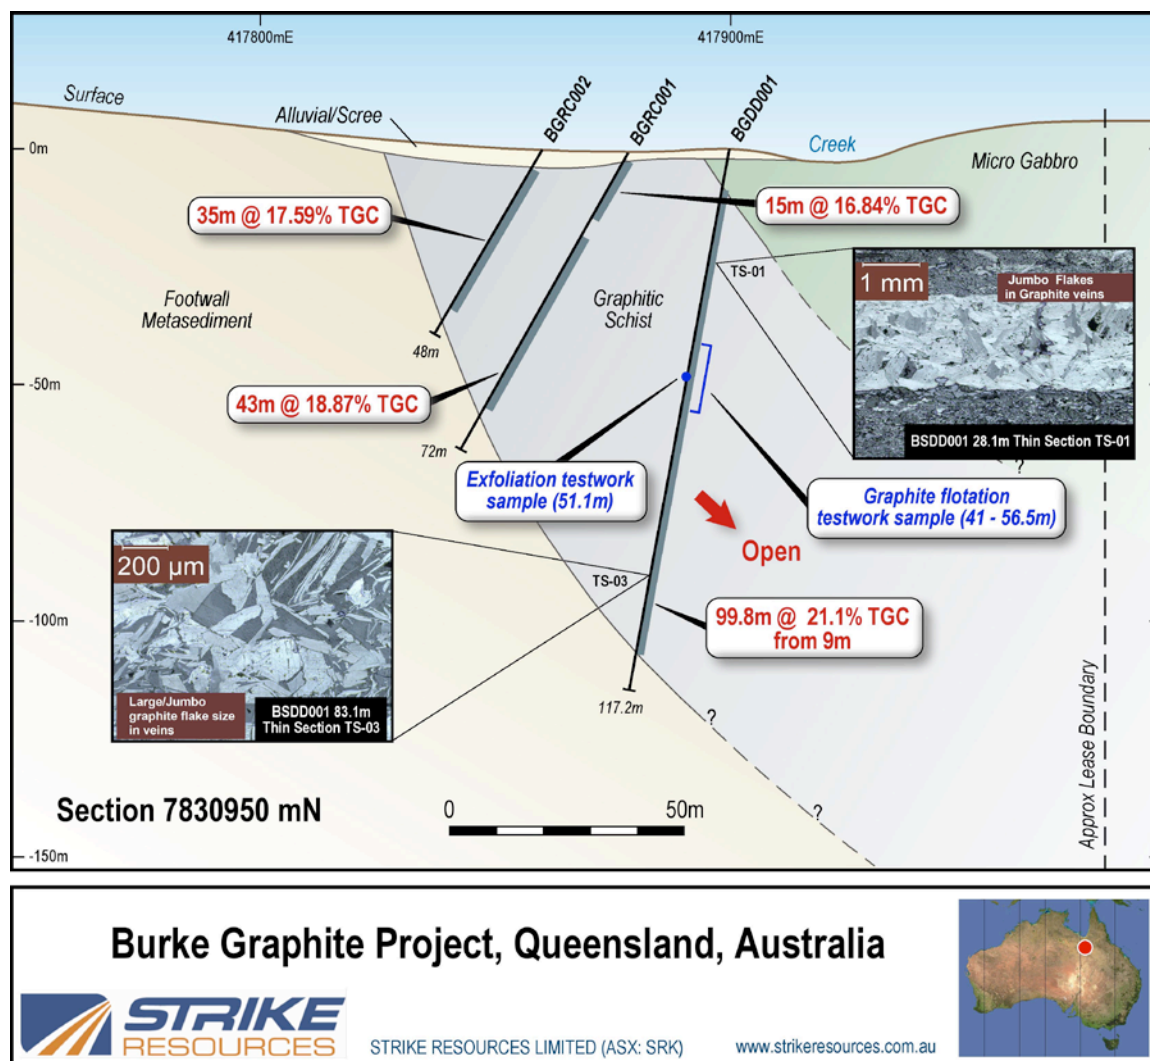 417800mE
417900mE
Surface
Alluvial/Scree
BGRC002
BGRC001
BGDD001
Creek
Micro Gabbro
0m
35m @ 17.59% TGC
15m @ 16.84% TGC
TS-01
1 mm
Jumbo Flakes
in Graphite veins
BSDD001 28.1m Thin Section TS-01
Footwall
Metasediment
Graphitic
Schist
48m
-50m
43m @ 18.87% TGC
72m
Exfoliation testwork
sample (51.1m)
?
Graphite flotation
testwork sample (41 - 56.5m)
Open
200 µm
Large/Jumbo
graphite flake size
in veins
BSDD001 83.1m
Thin Section TS-03
TS-03
99.8m @ 21.1% TGC
from 9m
-100m
117.2m
?
?
Approx Lease Boundary
Section 7830950 mN
0
50m
-150m
Burke Graphite Project, Queensland, Australia
STRIKE
RESOURCES
STRIKE RESOURCES LIMITED (ASX: SRK)
www.strikeresources.com.au